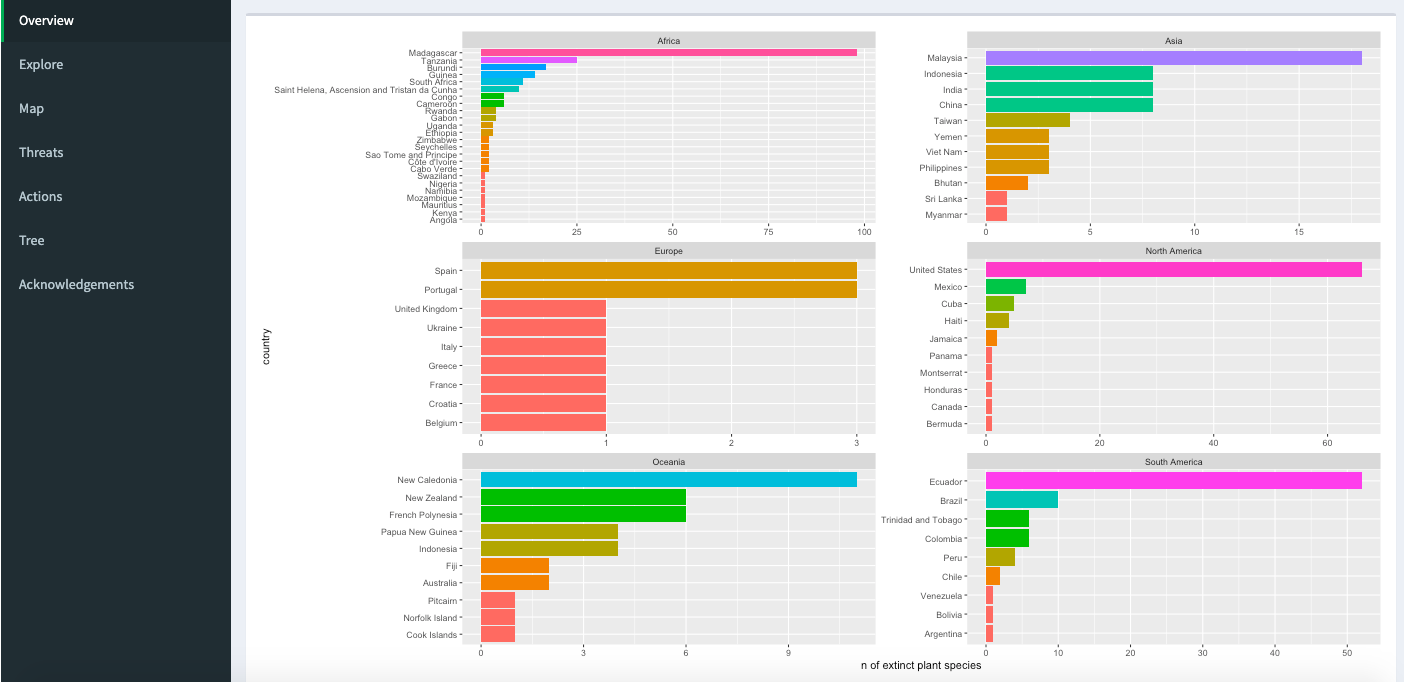 Overview
Explore
Map
Threats
Actions
Tree
Acknowledgements
country
Africa
Madagascar
Tanzania
Burundi
Guinea
South Africa
Saint Helena, Ascension and Tristan da Cunha
Congo
Cameroon
Rwanda
Gabon
Uganda
Ethiopia
Zimbabwe
Seychelles
Sao Tome and Principe
Côte d'Ivoire
Cabo Verde
Swaziland
Nigeria
Namibia
Mozambique
Mauritius
Kenya
Angola
0 25 50 75 100
Asia
Malaysia
Indonesia
India
China
Taiwan
Yemen
Viet Nam
Philippines
Bhutan
Sri Lanka
Myanmar
0 5 10 15
Europe
Spain
Portugal
United Kingdom
Ukraine
Italy
Greece
France
Croatia
Belgium
0 1 2 3
North America
United States
Mexico
Cuba
Haiti
Jamaica
Panama
Montserrat
Honduras
Canada
Bermuda
0 20 40 60
Oceania
New Caledonia
New Zealand
French Polynesia
Papua New Guinea
Indonesia
Fiji
Australia
Pitcairn
Norfolk Island
Cook Islands
0 3 6 9
South America
Ecuador
Brazil
Trinidad and Tobago
Colombia
Peru
Chile
Venezuela
Bolivia
Argentina
0 10 20 30 40 50
n of extinct plant species